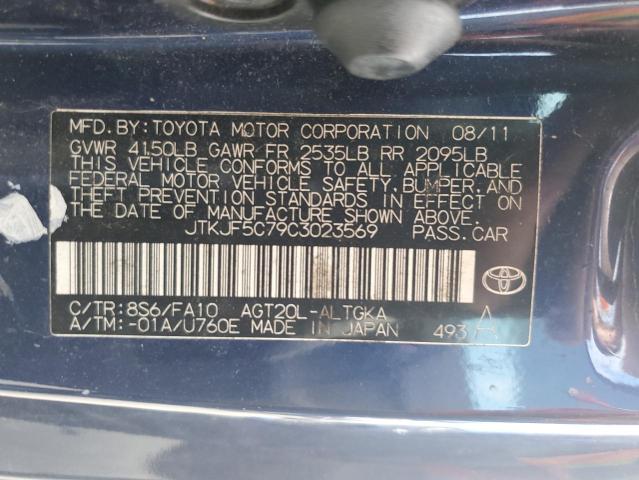 MFD. BY: TOYOTA MOTOR CORPORATION 08/11
GVWR 4150LB GAWR FR 2535LB RR 2095LB
THIS VEHICLE CONFORMS TO ALL APPLICABLE
FEDERAL MOTOR VEHICLE SAFETY, BUMPER, AND
THEFT PREVENTION STANDARDS IN EFFECT ON
THE DATE OF MANUFACTURE SHOWN ABOVE.
JTKJF5C79C3023569 PASS. CAR
C/TR: 8S6/FA10 AGT20L-ALTGKA
A/TM: -01A/U760E MADE IN JAPAN 493